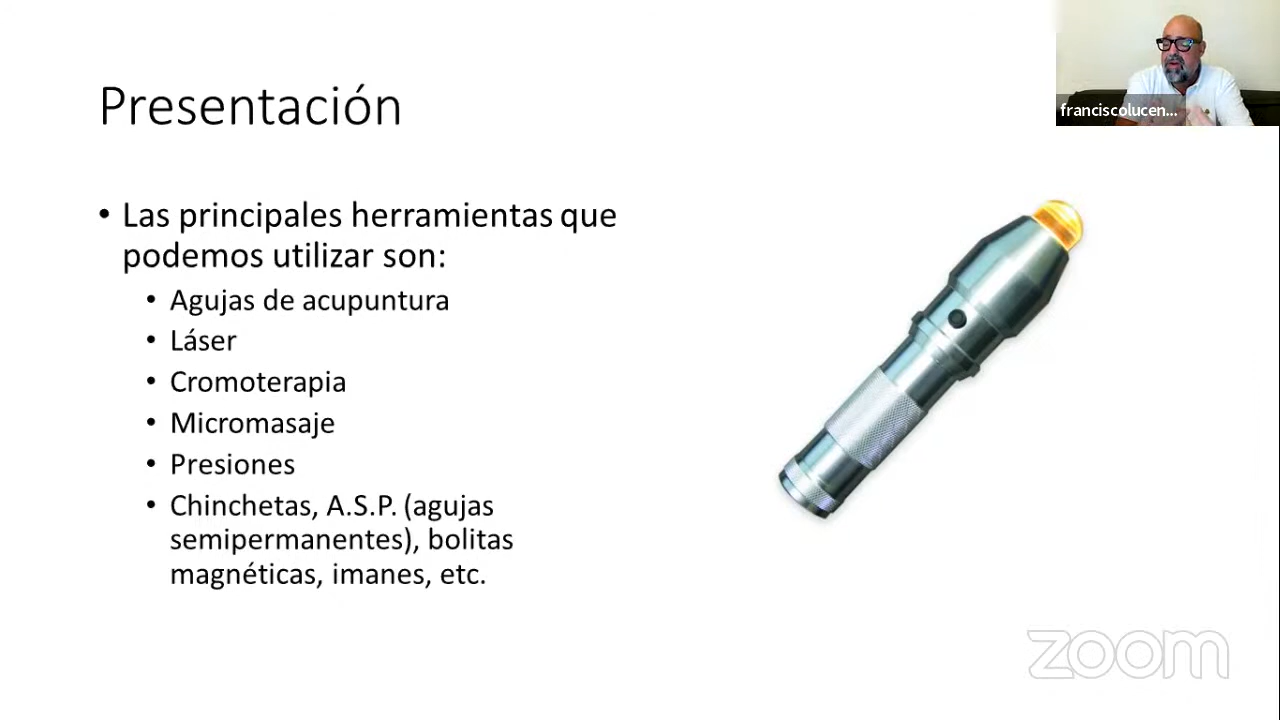 Presentación
franciscolucen...
• Las principales herramientas que
podemos utilizar son:
• Agujas de acupuntura
• Láser
• Cromoterapia
• Micromasaje
• Presiones
• Chinchetas, A.S.P. (agujas
semipermanentes), bolitas
magnéticas, imanes, etc.
zoom